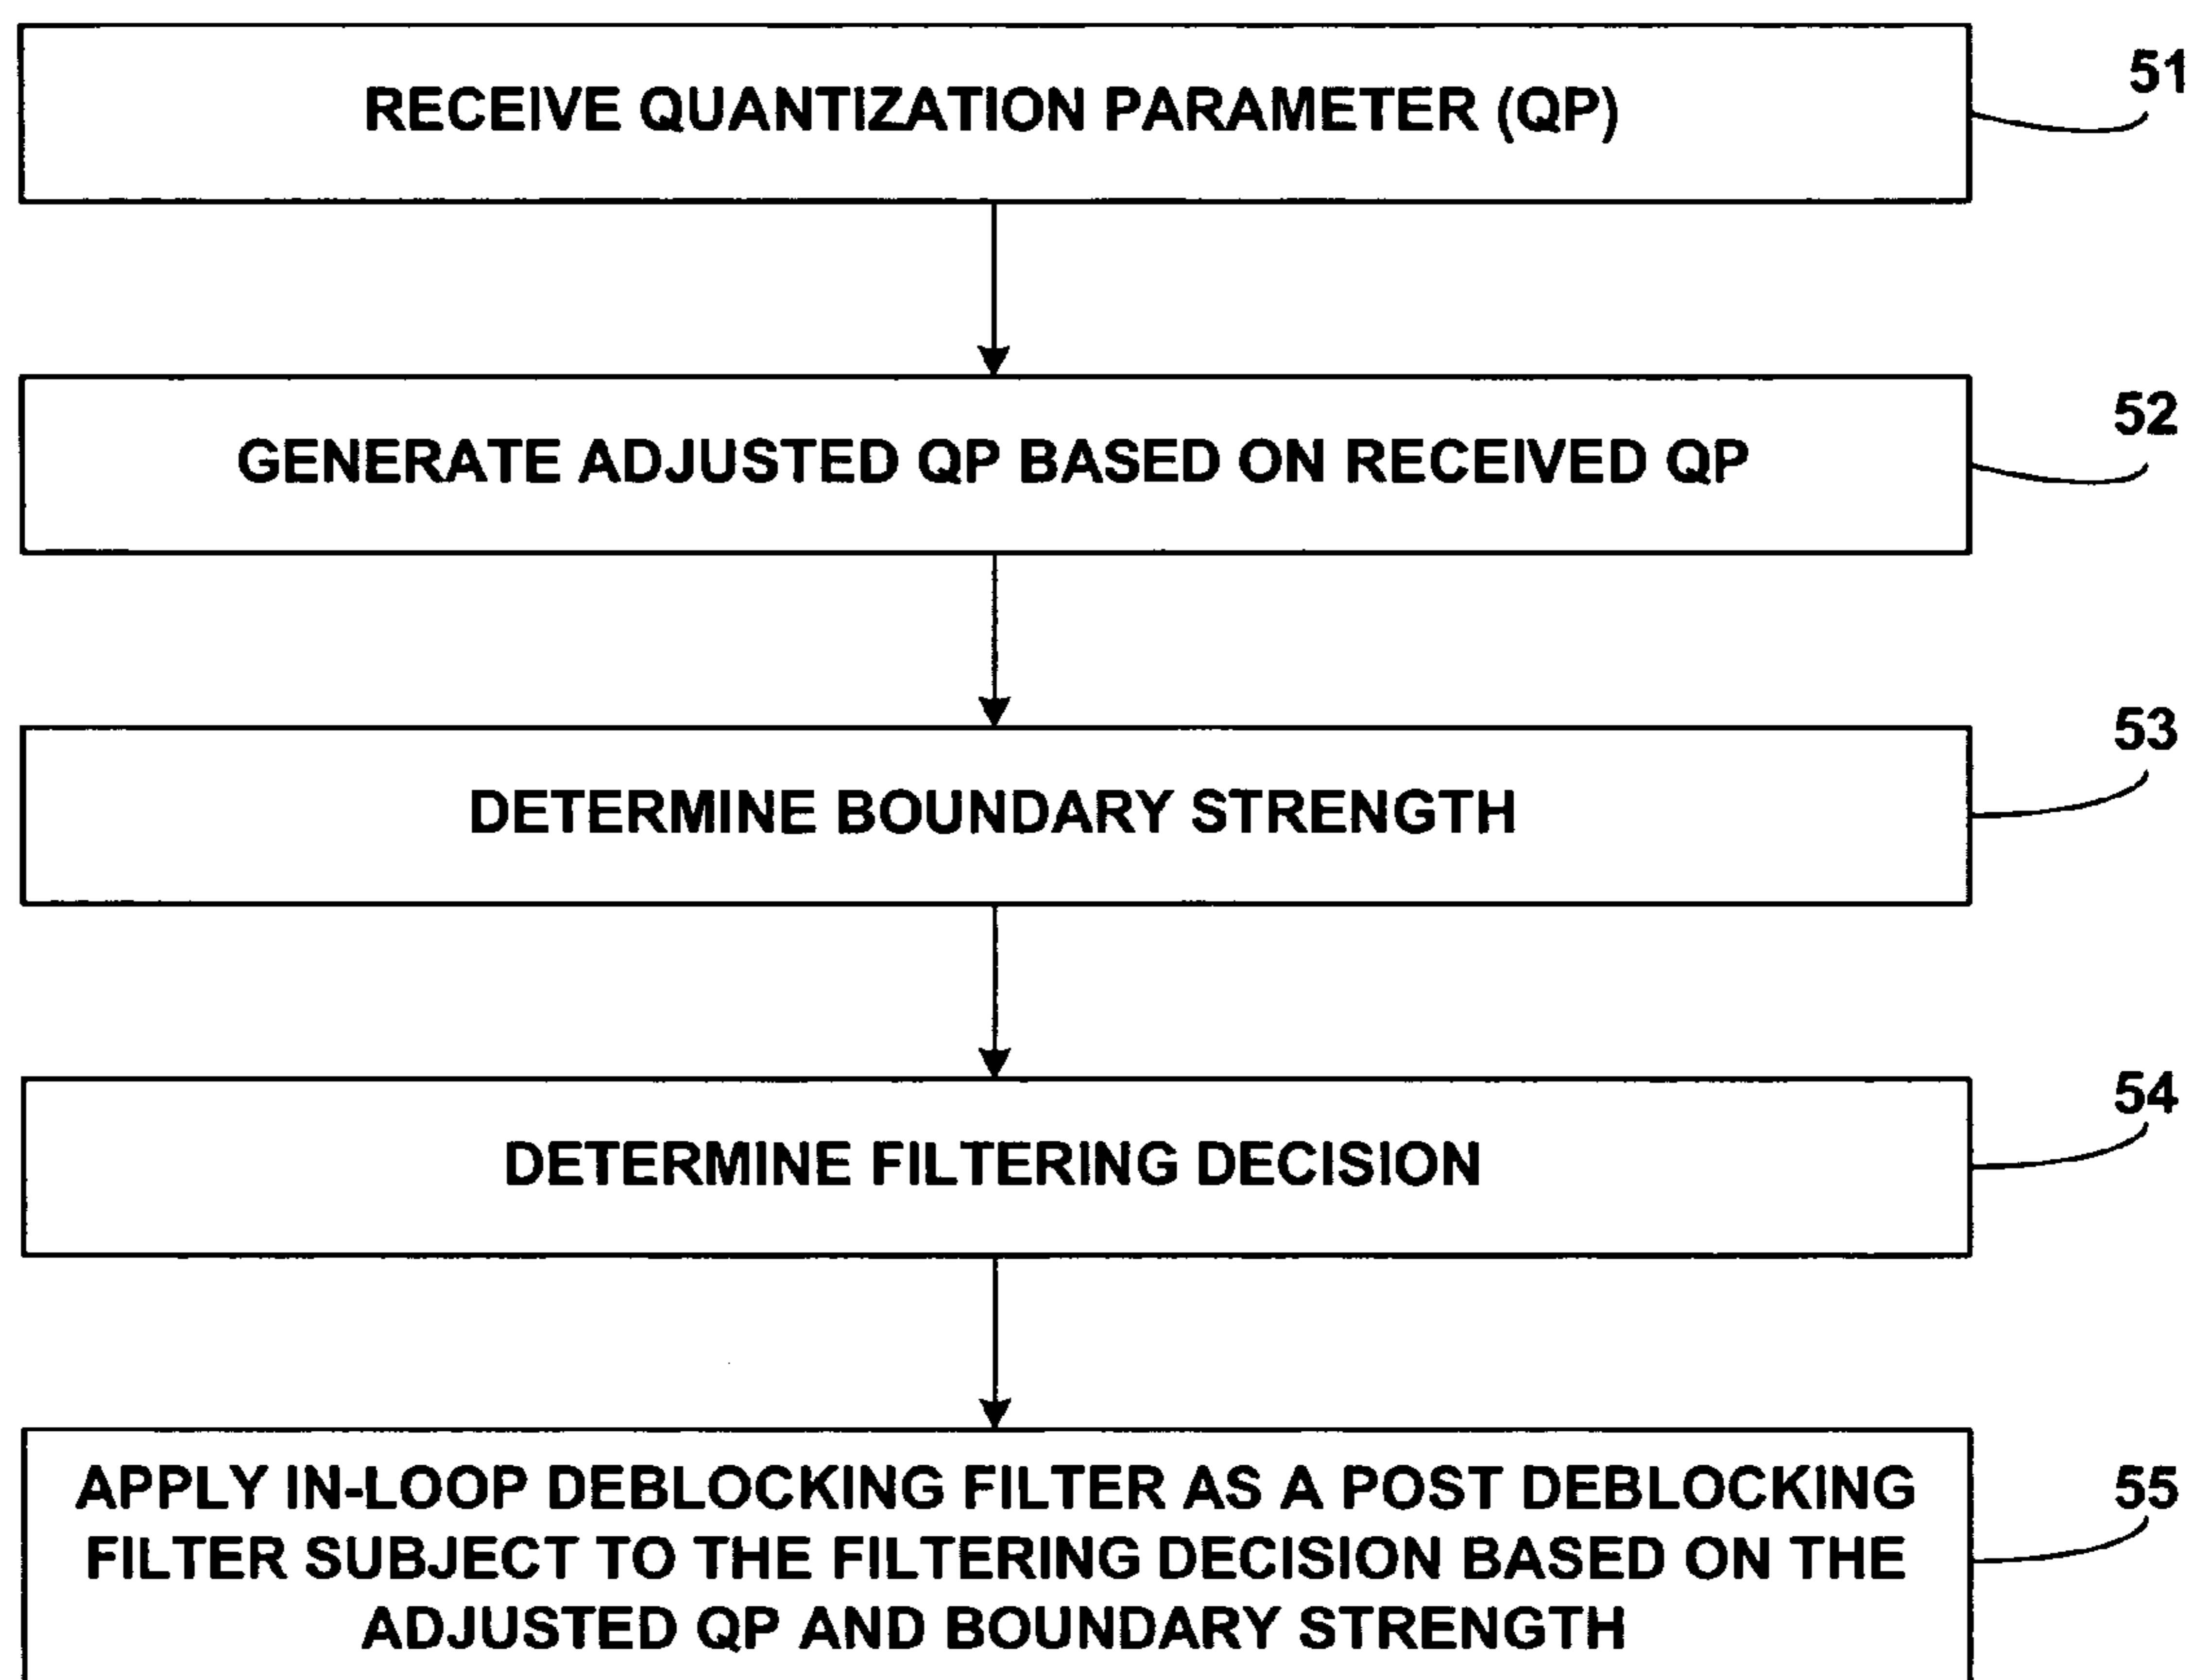 RECEIVE QUANTIZATION PARAMETER (QP)
51
GENERATE ADJUSTED QP BASED ON RECEIVED QP
52
DETERMINE BOUNDARY STRENGTH
53
DETERMINE FILTERING DECISION
54
APPLY IN-LOOP DEBLOCKING FILTER AS A POST DEBLOCKING
FILTER SUBJECT TO THE FILTERING DECISION BASED ON THE
ADJUSTED QP AND BOUNDARY STRENGTH
55